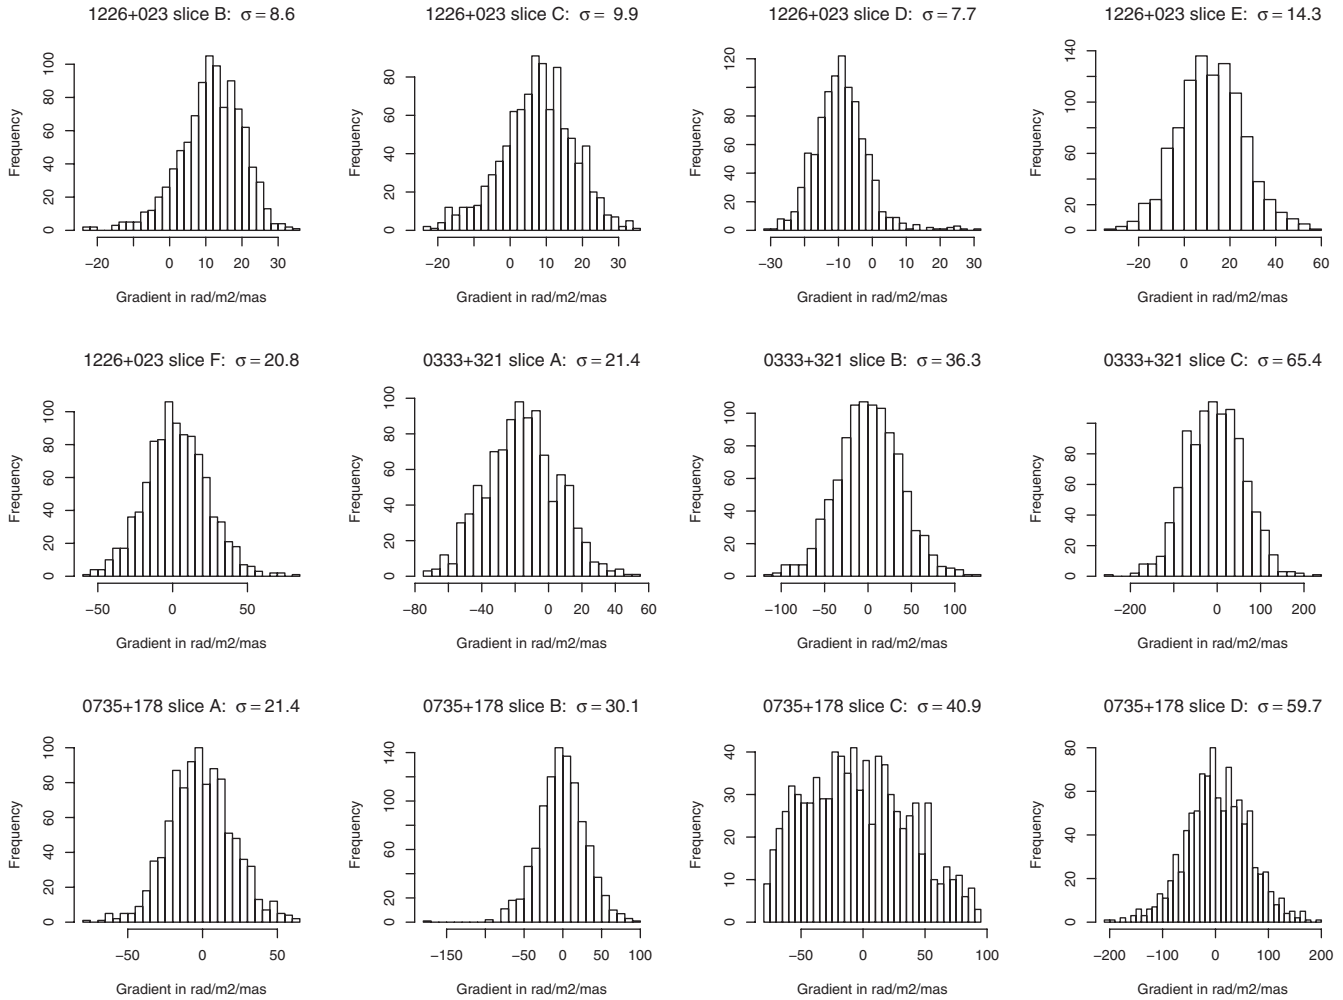 1226+023 slice B: σ = 8.6
Frequency
0 20 40 60 80 100
−20 0 10 20 30
Gradient in rad/m2/mas
1226+023 slice C: σ = 9.9
Frequency
0 20 40 60 80
−20 0 10 20 30
Gradient in rad/m2/mas
1226+023 slice D: σ = 7.7
Frequency
0 20 40 60 80 100 120
−30 −10 0 10 20 30
Gradient in rad/m2/mas
1226+023 slice E: σ = 14.3
Frequency
0 20 60 100 140
−20 0 20 40 60
Gradient in rad/m2/mas
1226+023 slice F: σ = 20.8
Frequency
0 20 40 60 80 100
−50 0 50
Gradient in rad/m2/mas
0333+321 slice A: σ = 21.4
Frequency
0 20 40 60 80 100
−80 −40 0 20 40 60
Gradient in rad/m2/mas
0333+321 slice B: σ = 36.3
Frequency
0 20 40 60 80 100
−100 −50 0 50 100
Gradient in rad/m2/mas
0333+321 slice C: σ = 65.4
Frequency
0 20 40 60 80
−200 0 100 200
Gradient in rad/m2/mas
0735+178 slice A: σ = 21.4
Frequency
0 20 40 60 80 100
−50 0 50
Gradient in rad/m2/mas
0735+178 slice B: σ = 30.1
Frequency
0 20 60 100 140
−150 −50 0 50 100
Gradient in rad/m2/mas
0735+178 slice C: σ = 40.9
Frequency
0 10 20 30 40
−50 0 50 100
Gradient in rad/m2/mas
0735+178 slice D: σ = 59.7
Frequency
0 20 40 60 80
−200 −100 0 100 200
Gradient in rad/m2/mas